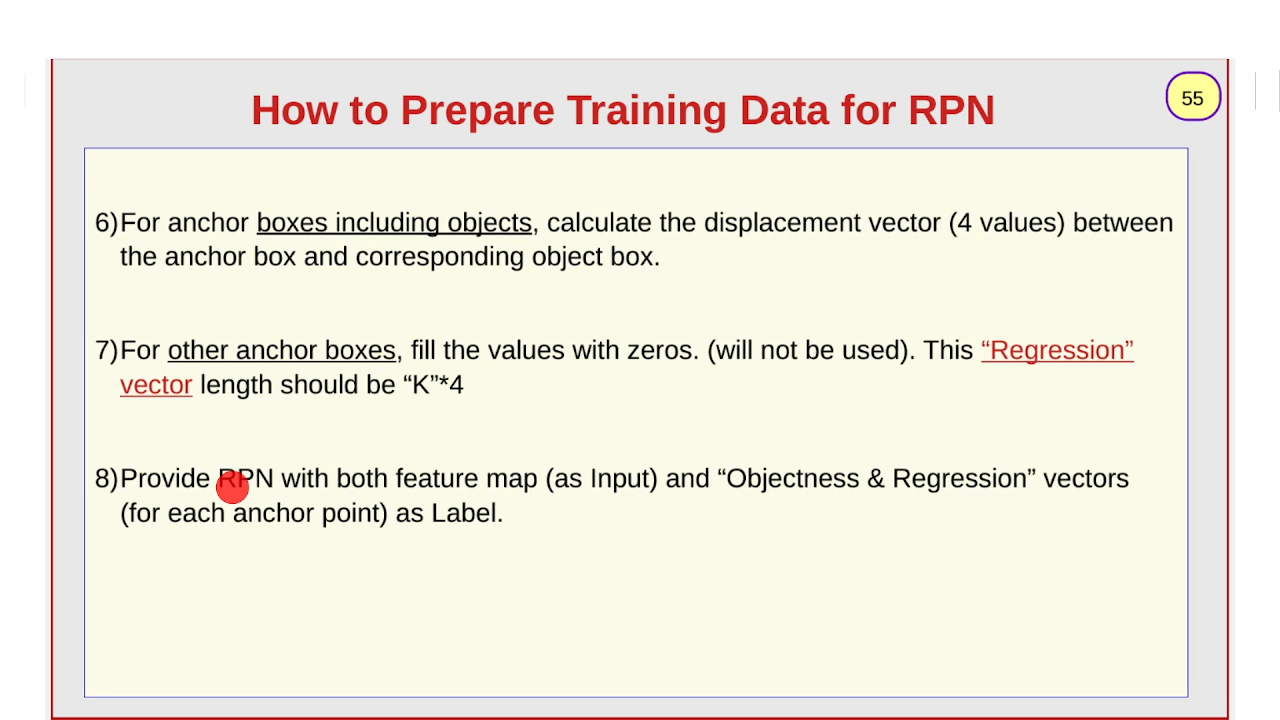 How to Prepare Training Data for RPN
55
6)For anchor boxes including objects, calculate the displacement vector (4 values) between
the anchor box and corresponding object box.
7)For other anchor boxes, fill the values with zeros. (will not be used). This “Regression”
vector length should be “K”*4
8)Provide RPN with both feature map (as Input) and “Objectness & Regression” vectors
(for each anchor point) as Label.